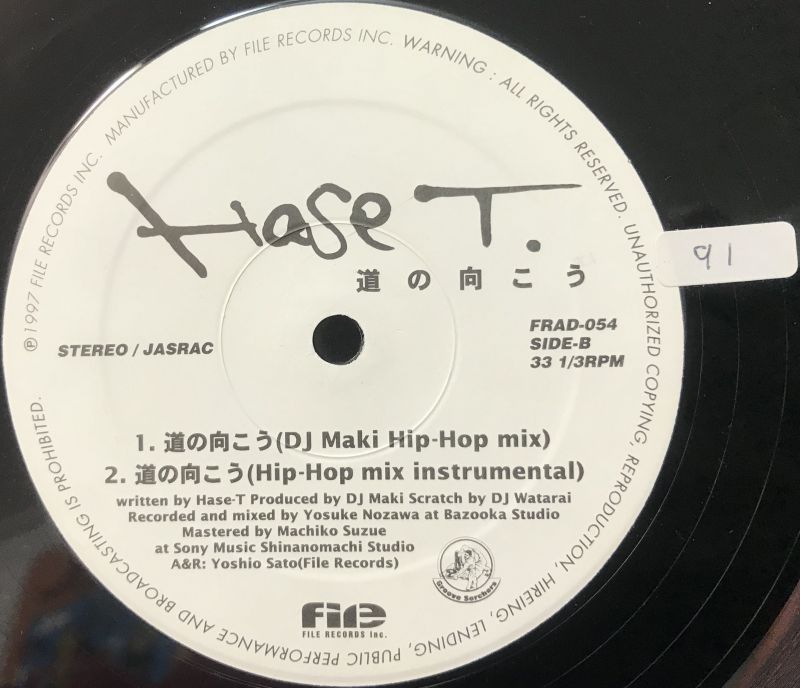 ℗1997 FILE RECORDS INC. MANUFACTURED BY FILE RECORDS INC. WARNING : ALL RIGHTS RESERVED. UNAUTHORIZED COPYING, REPRODUCTION, HIREING, LENDING, PUBLIC PERFORMANCE AND BROADCASTING IS PROHIBITED.
Hase T.
道の向こう
91
STEREO / JASRAC
FRAD-054
SIDE-B
33 1/3RPM
1. 道の向こう(DJ Maki Hip-Hop mix)
2. 道の向こう(Hip-Hop mix instrumental)
written by Hase-T Produced by DJ Maki Scratch by DJ Watarai
Recorded and mixed by Yosuke Nozawa at Bazooka Studio
Mastered by Machiko Suzue
at Sony Music Shinanomachi Studio
A&R: Yoshio Sato(File Records)
Groove Serchers
File
FILE RECORDS Inc.